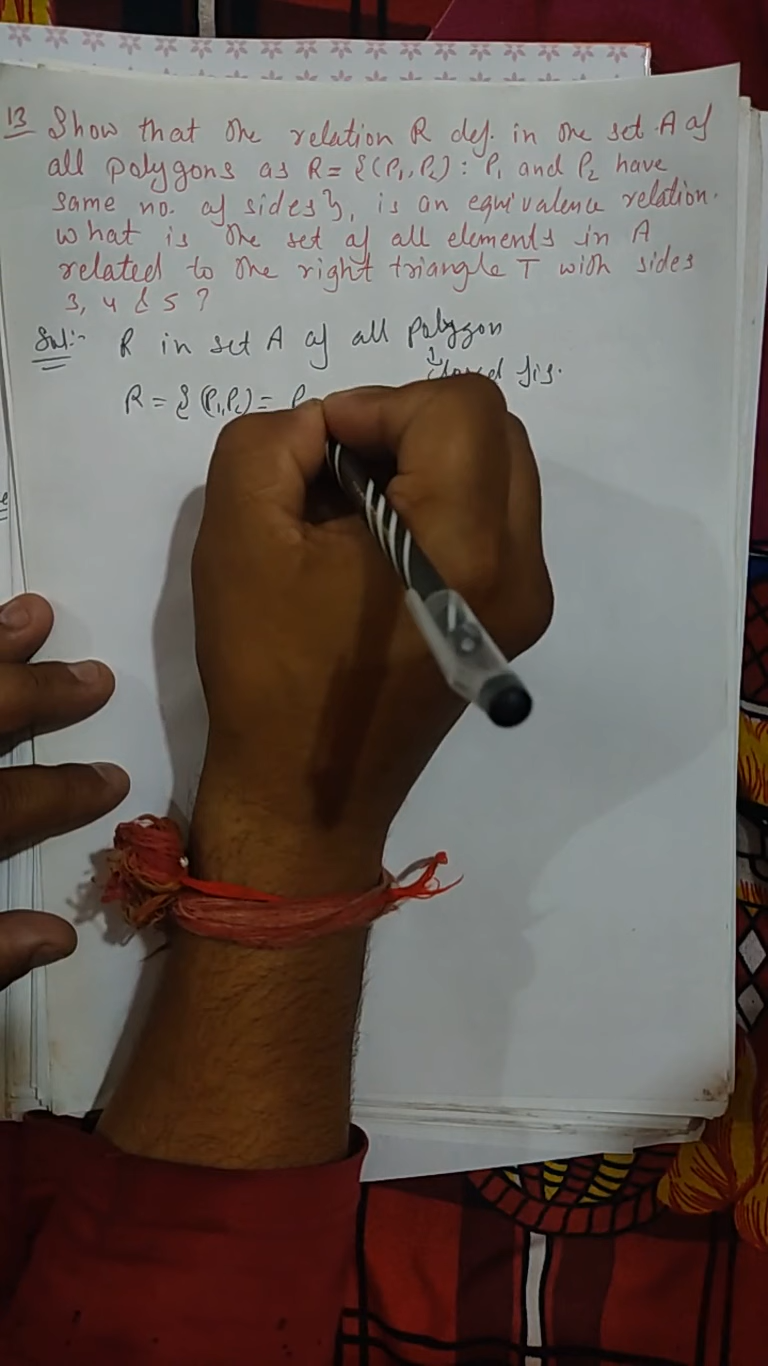 13 Show that the relation R def. in the set A of
all polygons as R = {(P₁, P₂) : P₁ and P₂ have
same no. of sides}, is an equivalence relation.
What is the set of all elements in A
related to the right triangle T with sides
3, 4 & 5 ?
Sol:- R in set A of all polygon
↓
closed fig.
R = { (P₁,P₂) = P
e